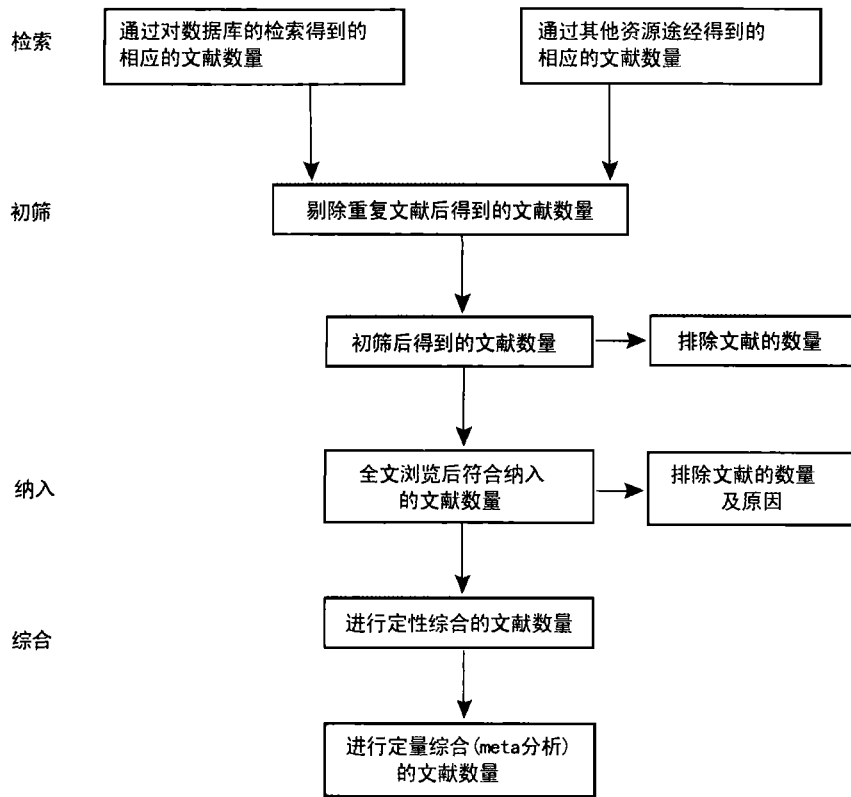 检索
通过对数据库的检索得到的
相应的文献数量
通过其他资源途经得到的
相应的文献数量
初筛
剔除重复文献后得到的文献数量
初筛后得到的文献数量
排除文献的数量
纳入
全文浏览后符合纳入
的文献数量
排除文献的数量
及原因
综合
进行定性综合的文献数量
进行定量综合(meta分析)
的文献数量